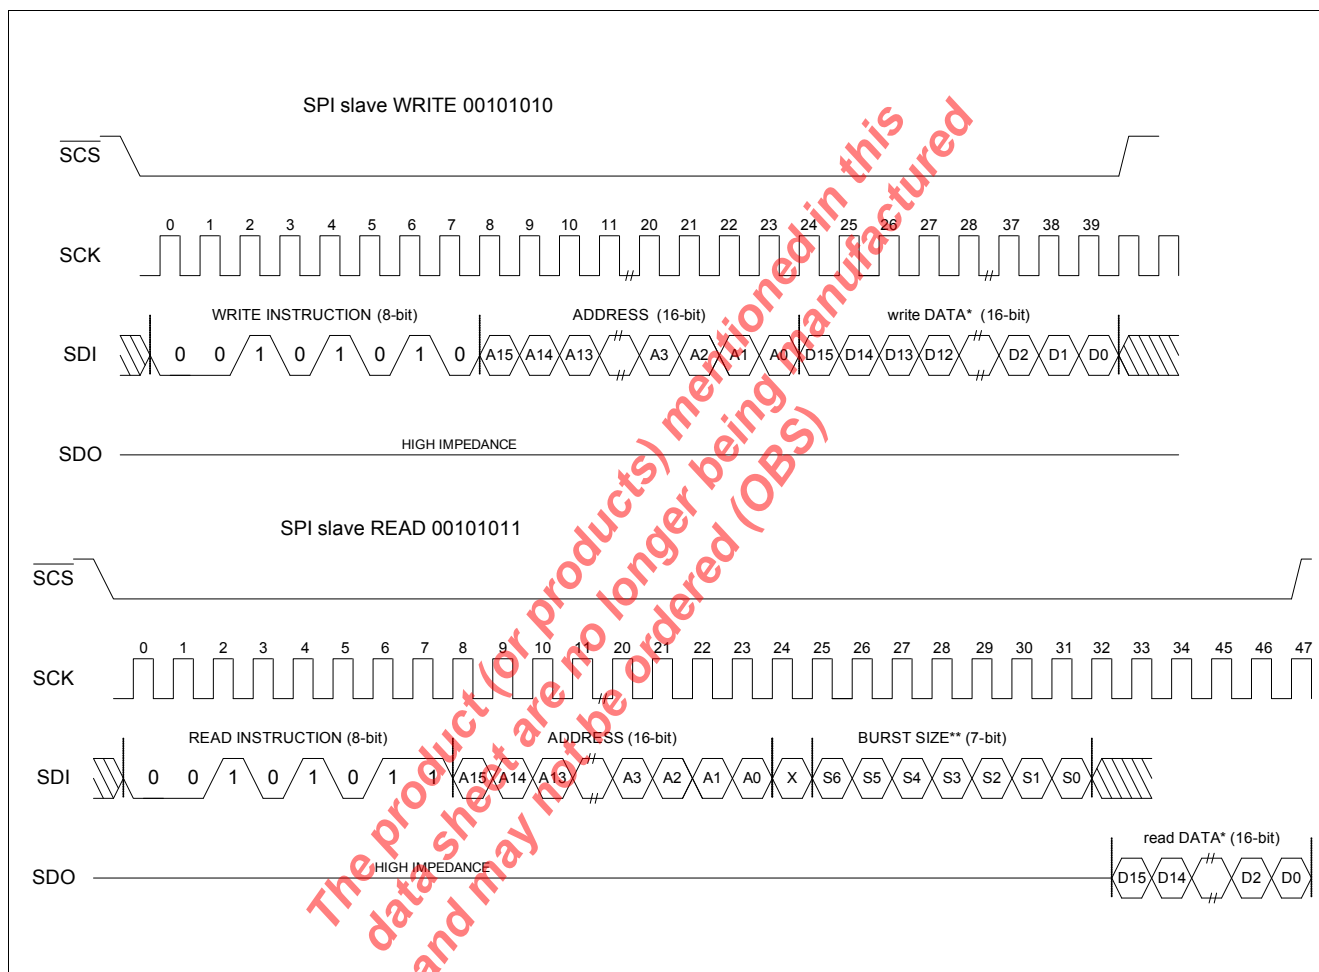 SPI slave WRITE 00101010
SCS
0 1 2 3 4 5 6 7 8 9 10 11 20 21 22 23 24 25 26 27 28 37 38 39
SCK
WRITE INSTRUCTION (8-bit) ADDRESS (16-bit) write DATA* (16-bit)
SDI 0 0 1 0 1 0 1 0 A15 A14 A13 // A3 A2 A1 A0 D15 D14 D13 D12 // D2 D1 D0
HIGH IMPEDANCE
SDO
SPI slave READ 00101011
SCS
0 1 2 3 4 5 6 7 8 9 10 11 20 21 22 23 24 25 26 27 28 29 30 31 32 33 34 45 46 47
SCK
READ INSTRUCTION (8-bit) ADDRESS (16-bit) BURST SIZE** (7-bit)
SDI 0 0 1 0 1 0 1 1 A15 A14 A13 // A3 A2 A1 A0 X S6 S5 S4 S3 S2 S1 S0
read DATA* (16-bit)
HIGH IMPEDANCE
SDO D15 D14 // D2 D0
The product (or products) mentioned in this
data sheet are no longer being manufactured
and may not be ordered (OBS)